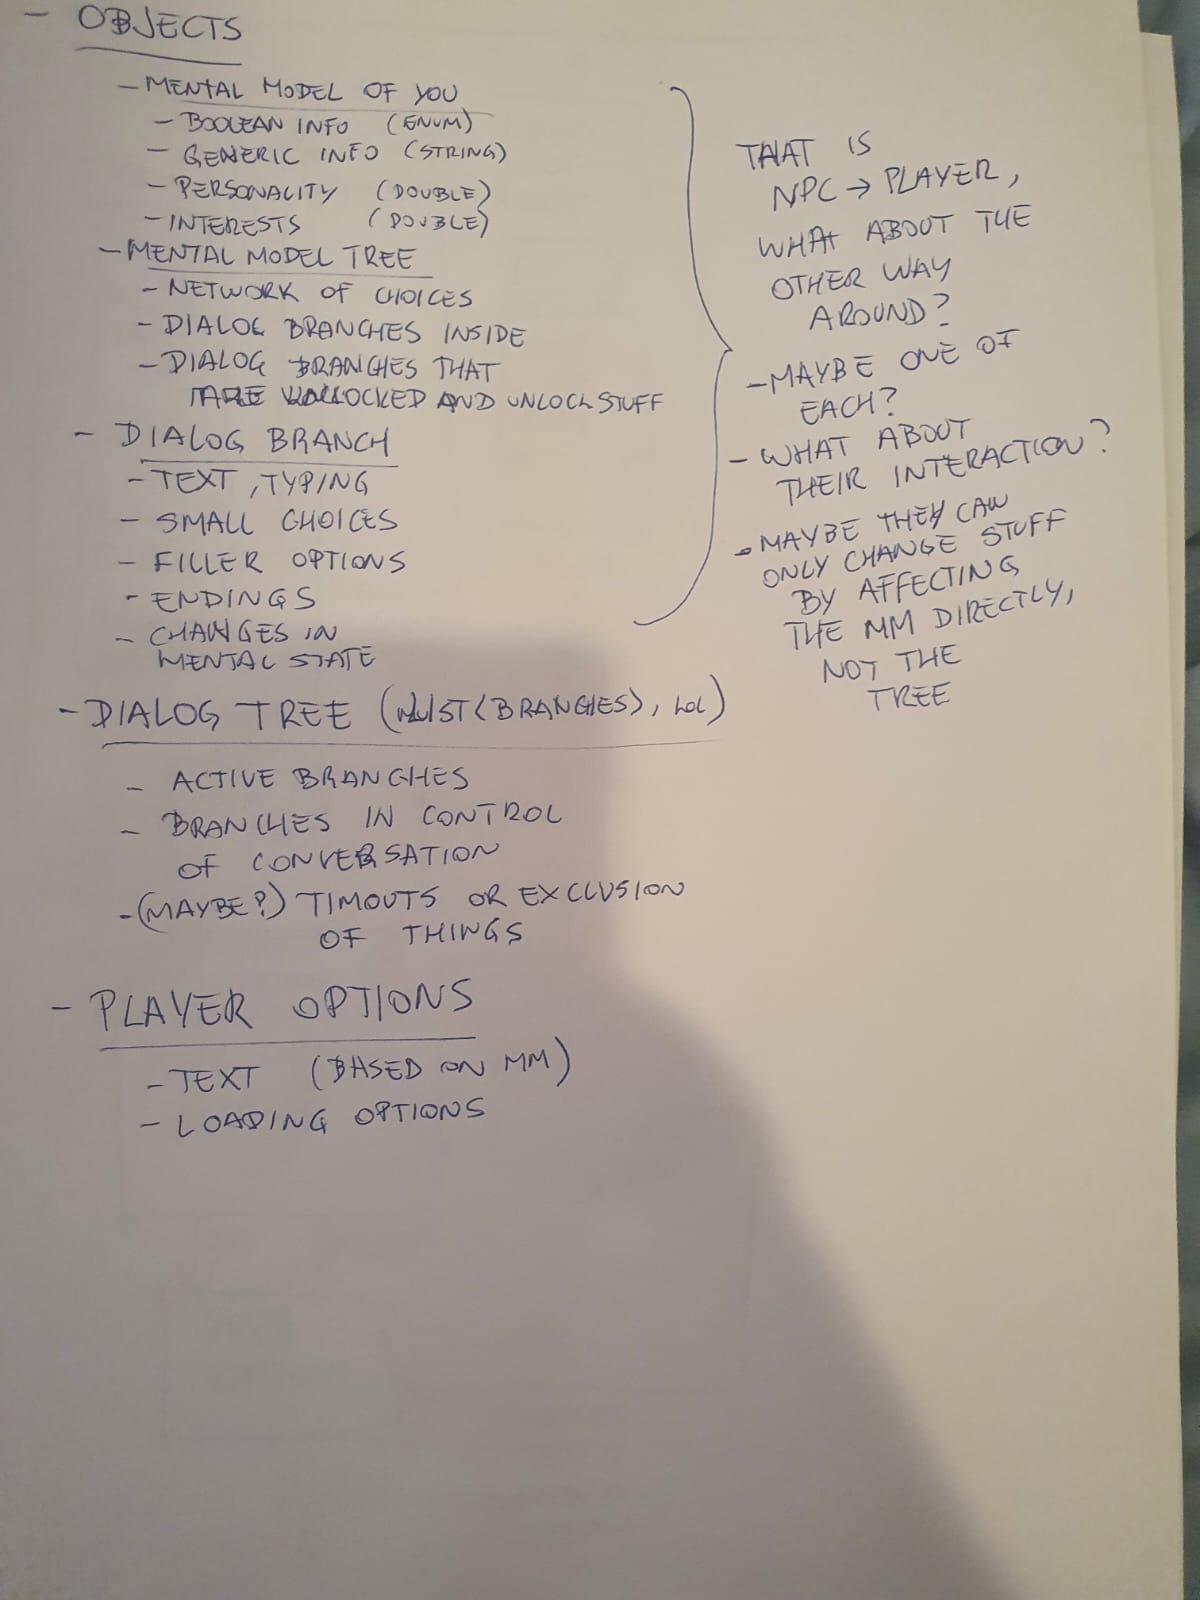 - OBJECTS
- MENTAL MODEL OF YOU
- BOOLEAN INFO (ENUM)
- GENERIC INFO (STRING)
- PERSONALITY (DOUBLE)
- INTERESTS (DOUBLE)
- MENTAL MODEL TREE
- NETWORK OF CHOICES
- DIALOG BRANCHES INSIDE
- DIALOG BRANCHES THAT
ARE UNLOCKED AND UNLOCK STUFF
- DIALOG BRANCH
- TEXT, TYPING
- SMALL CHOICES
- FILLER OPTIONS
- ENDINGS
- CHANGES IN
MENTAL STATE
- DIALOG TREE (LIST<BRANCHES>, LOL)
- ACTIVE BRANCHES
- BRANCHES IN CONTROL
OF CONVERSATION
- (MAYBE?) TIMOUTS OR EXCLUSION
OF THINGS
- PLAYER OPTIONS
- TEXT (BASED ON MM)
- LOADING OPTIONS
THAT IS
NPC → PLAYER,
WHAT ABOUT THE
OTHER WAY
AROUND?
- MAYBE ONE OF
EACH?
- WHAT ABOUT
THEIR INTERACTION?
- MAYBE THEY CAN
ONLY CHANGE STUFF
BY AFFECTING
THE MM DIRECTLY,
NOT THE
TREE